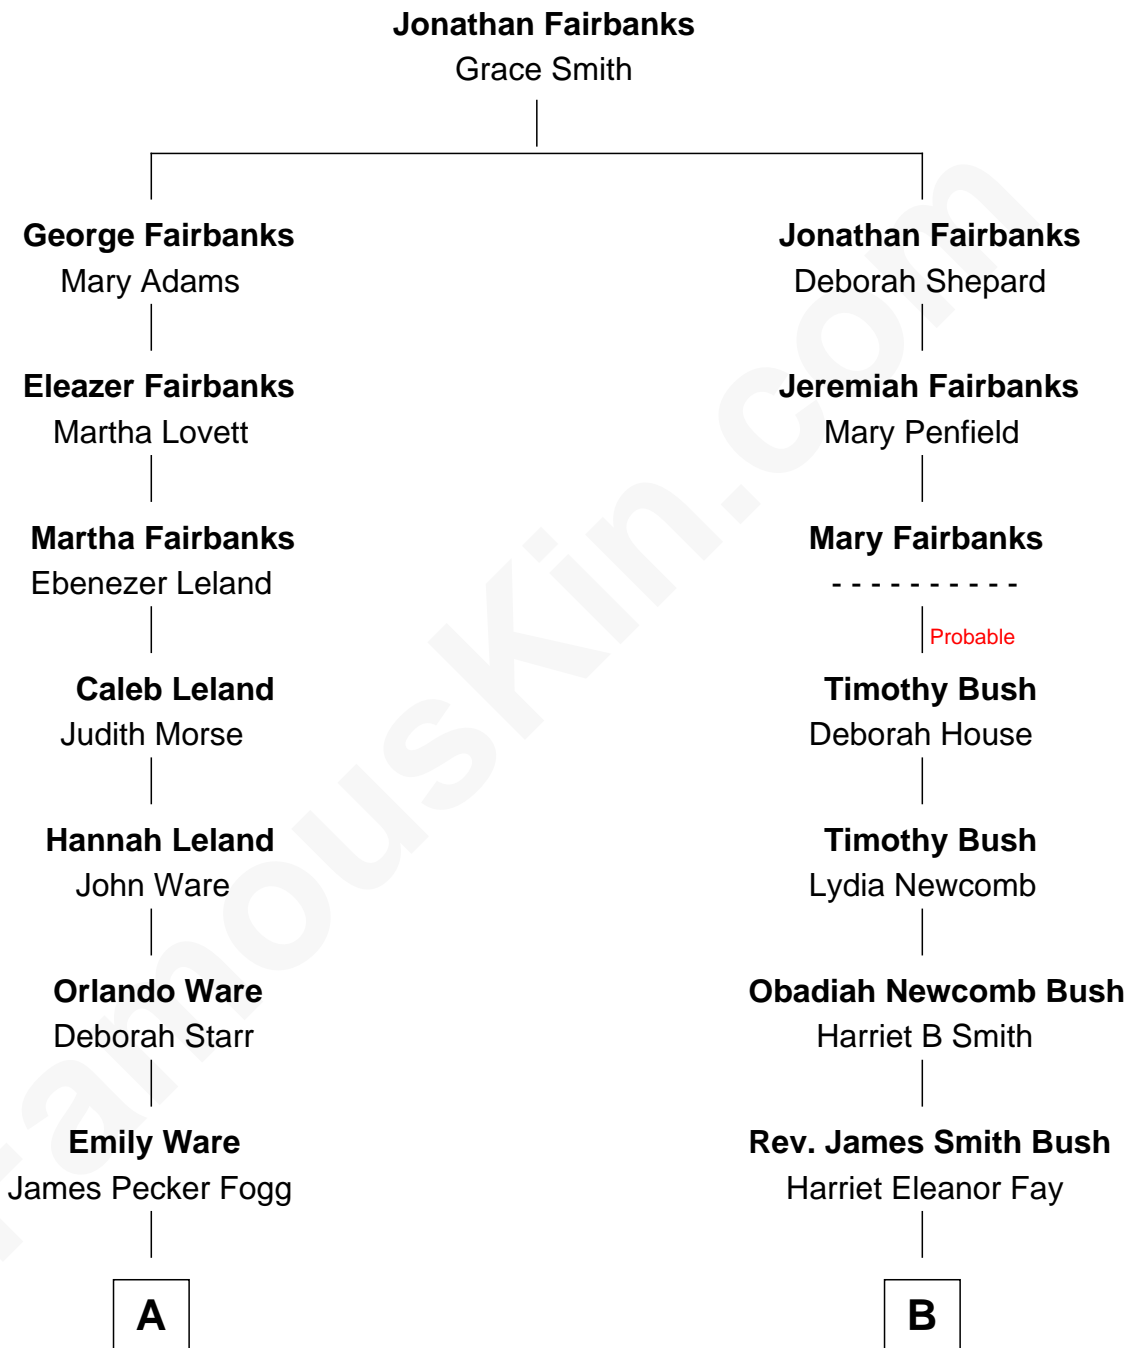 Jonathan Fairbanks
Grace Smith
George Fairbanks
Mary Adams
Eleazer Fairbanks
Martha Lovett
Martha Fairbanks
Ebenezer Leland
Caleb Leland
Judith Morse
Hannah Leland
John Ware
Orlando Ware
Deborah Starr
Emily Ware
James Pecker Fogg
A
Jonathan Fairbanks
Deborah Shepard
Jeremiah Fairbanks
Mary Penfield
Mary Fairbanks
- - - - - - - - - -
Probable
Timothy Bush
Deborah House
Timothy Bush
Lydia Newcomb
Obadiah Newcomb Bush
Harriet B Smith
Rev. James Smith Bush
Harriet Eleanor Fay
B
FamousKin.com